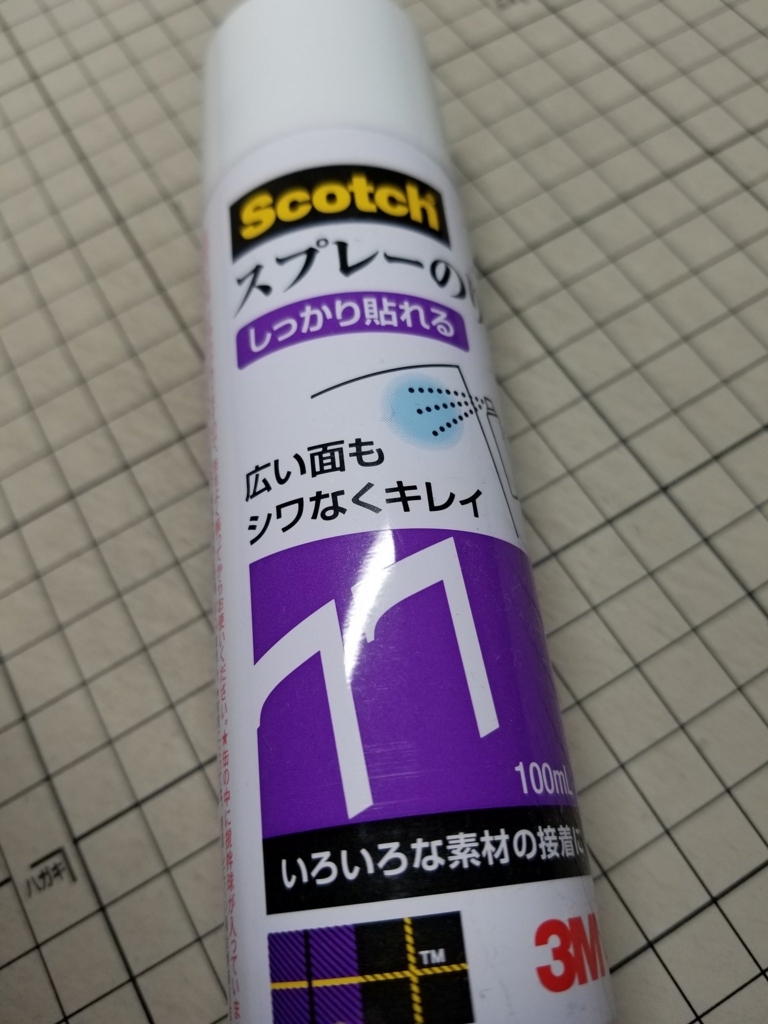 Scotch
スプレーのり
しっかり貼れる
広い面も
シワなくキレイ
77
100mL
いろいろな素材の接着に
TM
3M
ハガキ